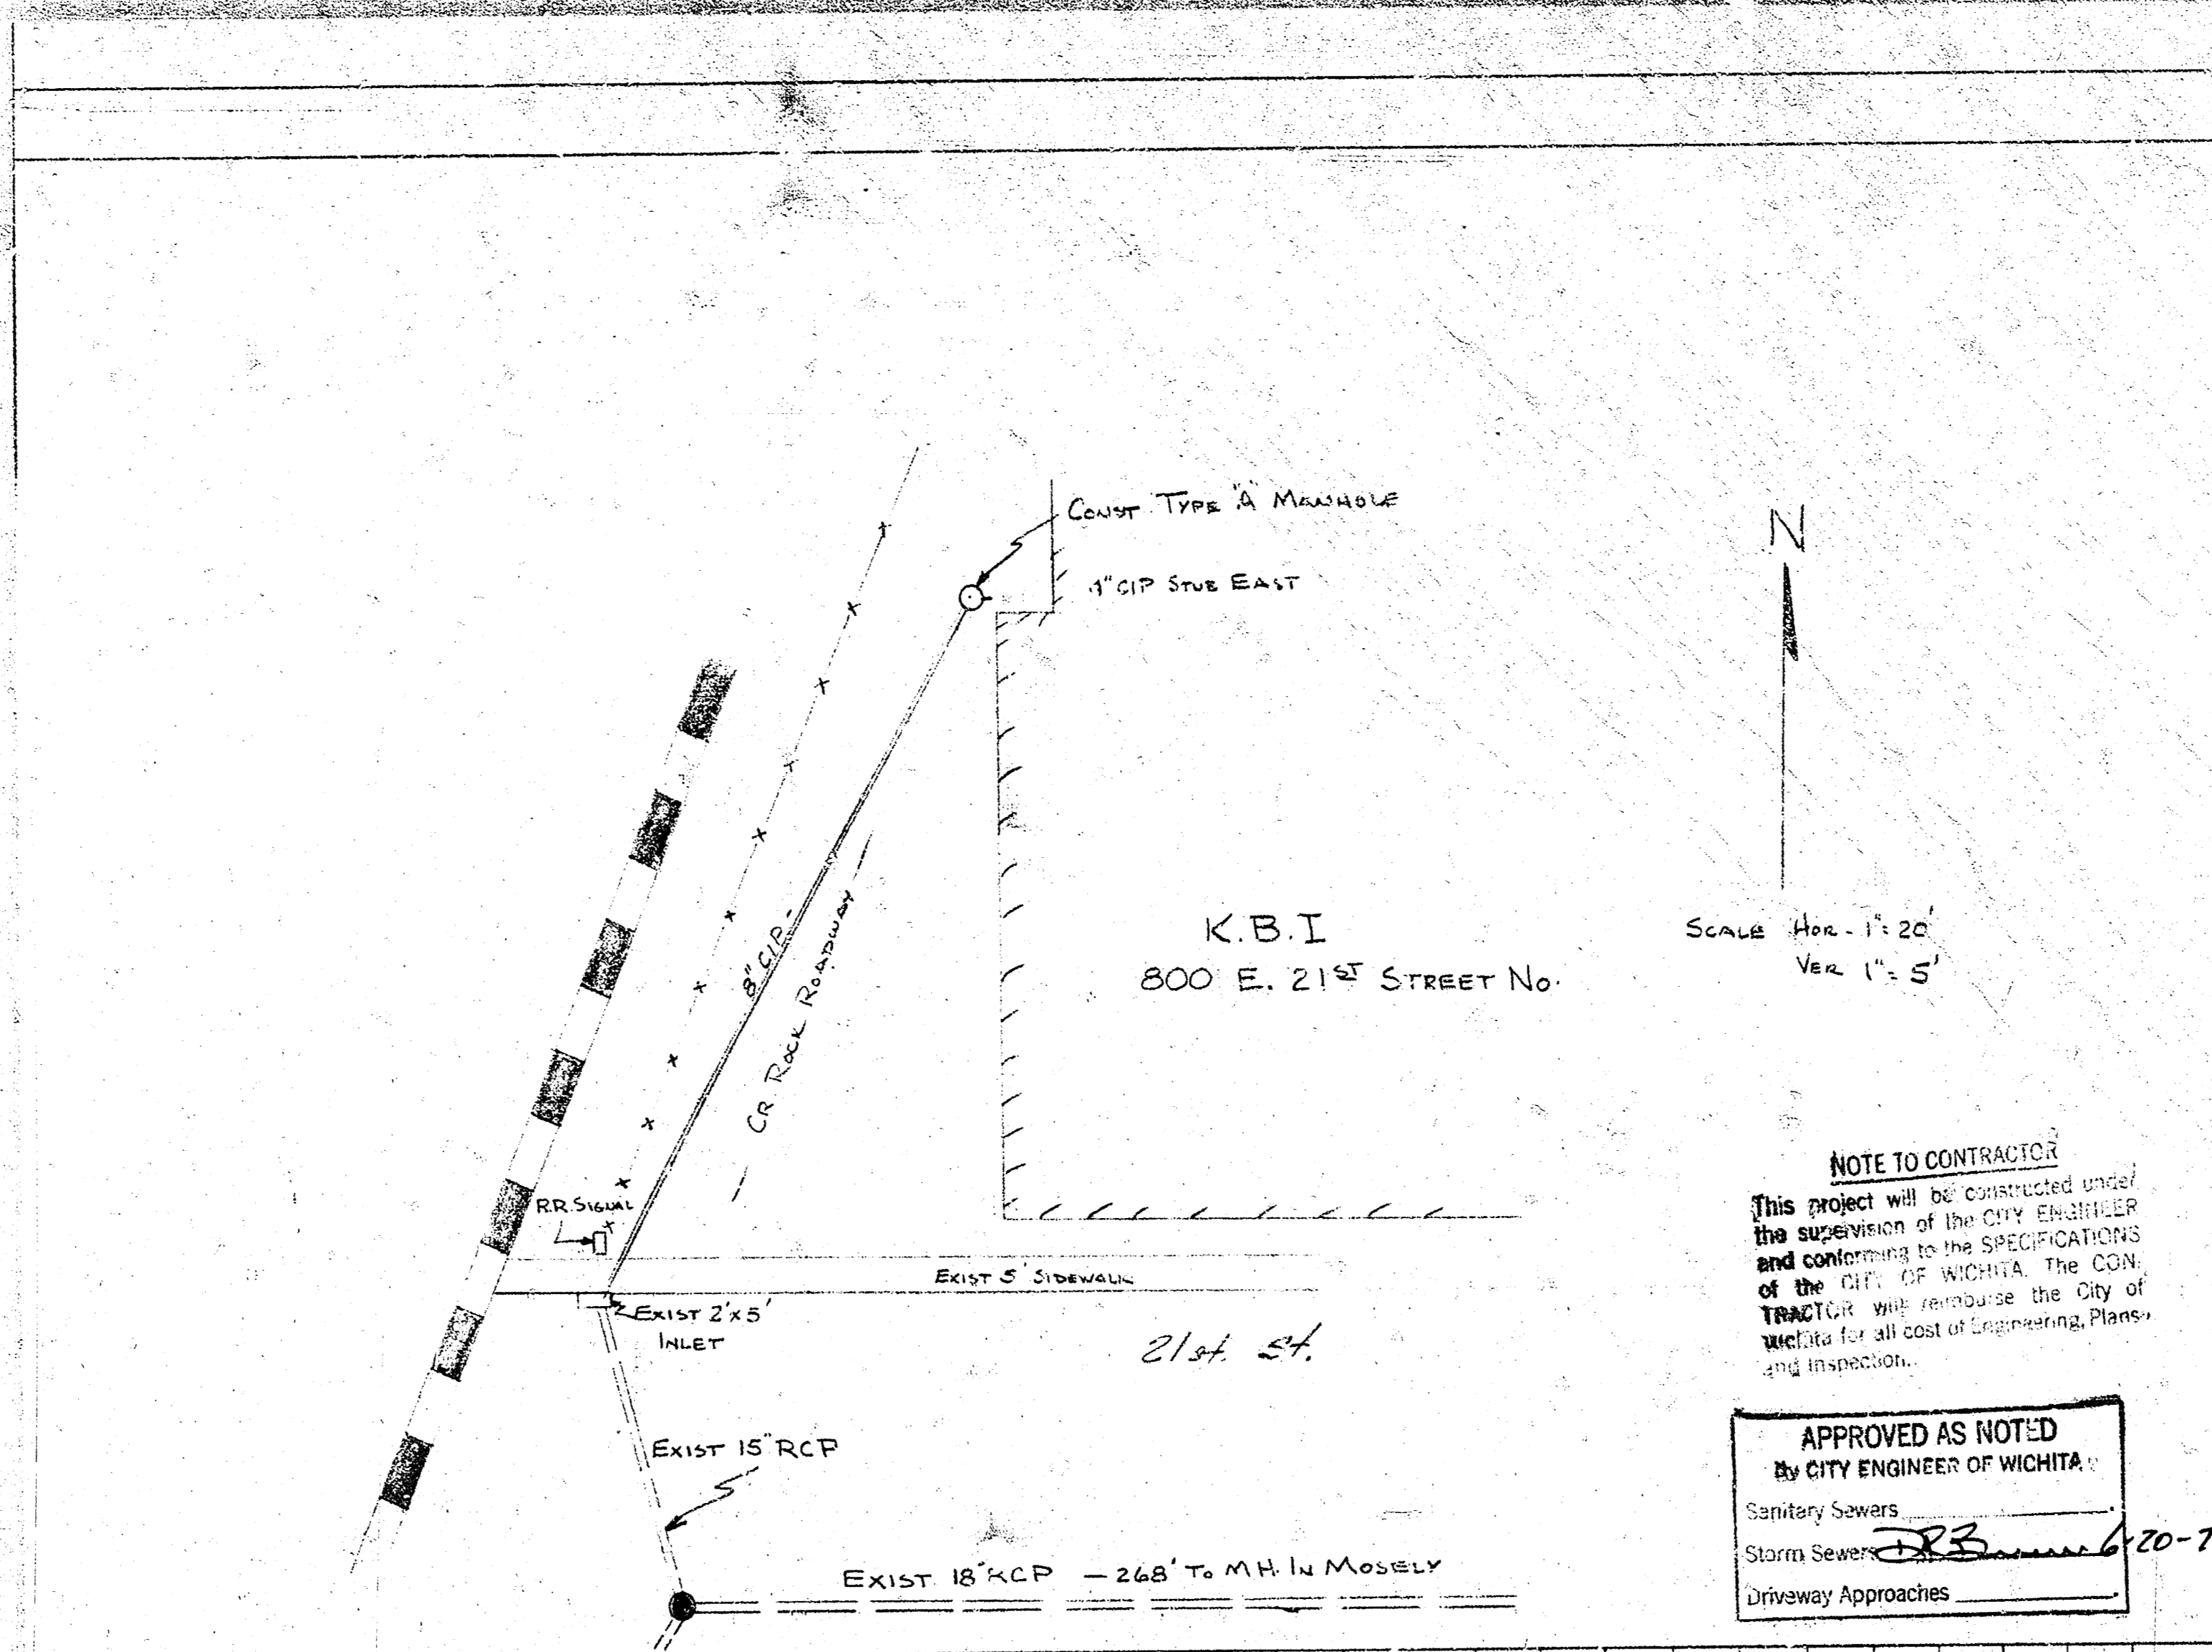 CONST. TYPE "A" MANHOLE
4" CIP STUB EAST
N
8" CIP
CR. ROCK ROADWAY
K.B.I
800 E. 21ST STREET NO.
SCALE HOR - 1" = 20'
VER 1" = 5'
R.R. SIGNAL
EXIST 5' SIDEWALK
EXIST 2'x5'
INLET
21st. St.
EXIST 15" RCP
EXIST. 18" RCP - 268' TO M.H. IN MOSELY
NOTE TO CONTRACTOR
This project will be constructed under
the supervision of the CITY ENGINEER
and conforming to the SPECIFICATIONS
of the CITY OF WICHITA. The CON-
TRACTOR will reimburse the City of
Wichita for all cost of Engineering, Plans
and Inspection.
APPROVED AS NOTED
By CITY ENGINEER OF WICHITA
Sanitary Sewers
Storm Sewers 6-20-7
Driveway Approaches